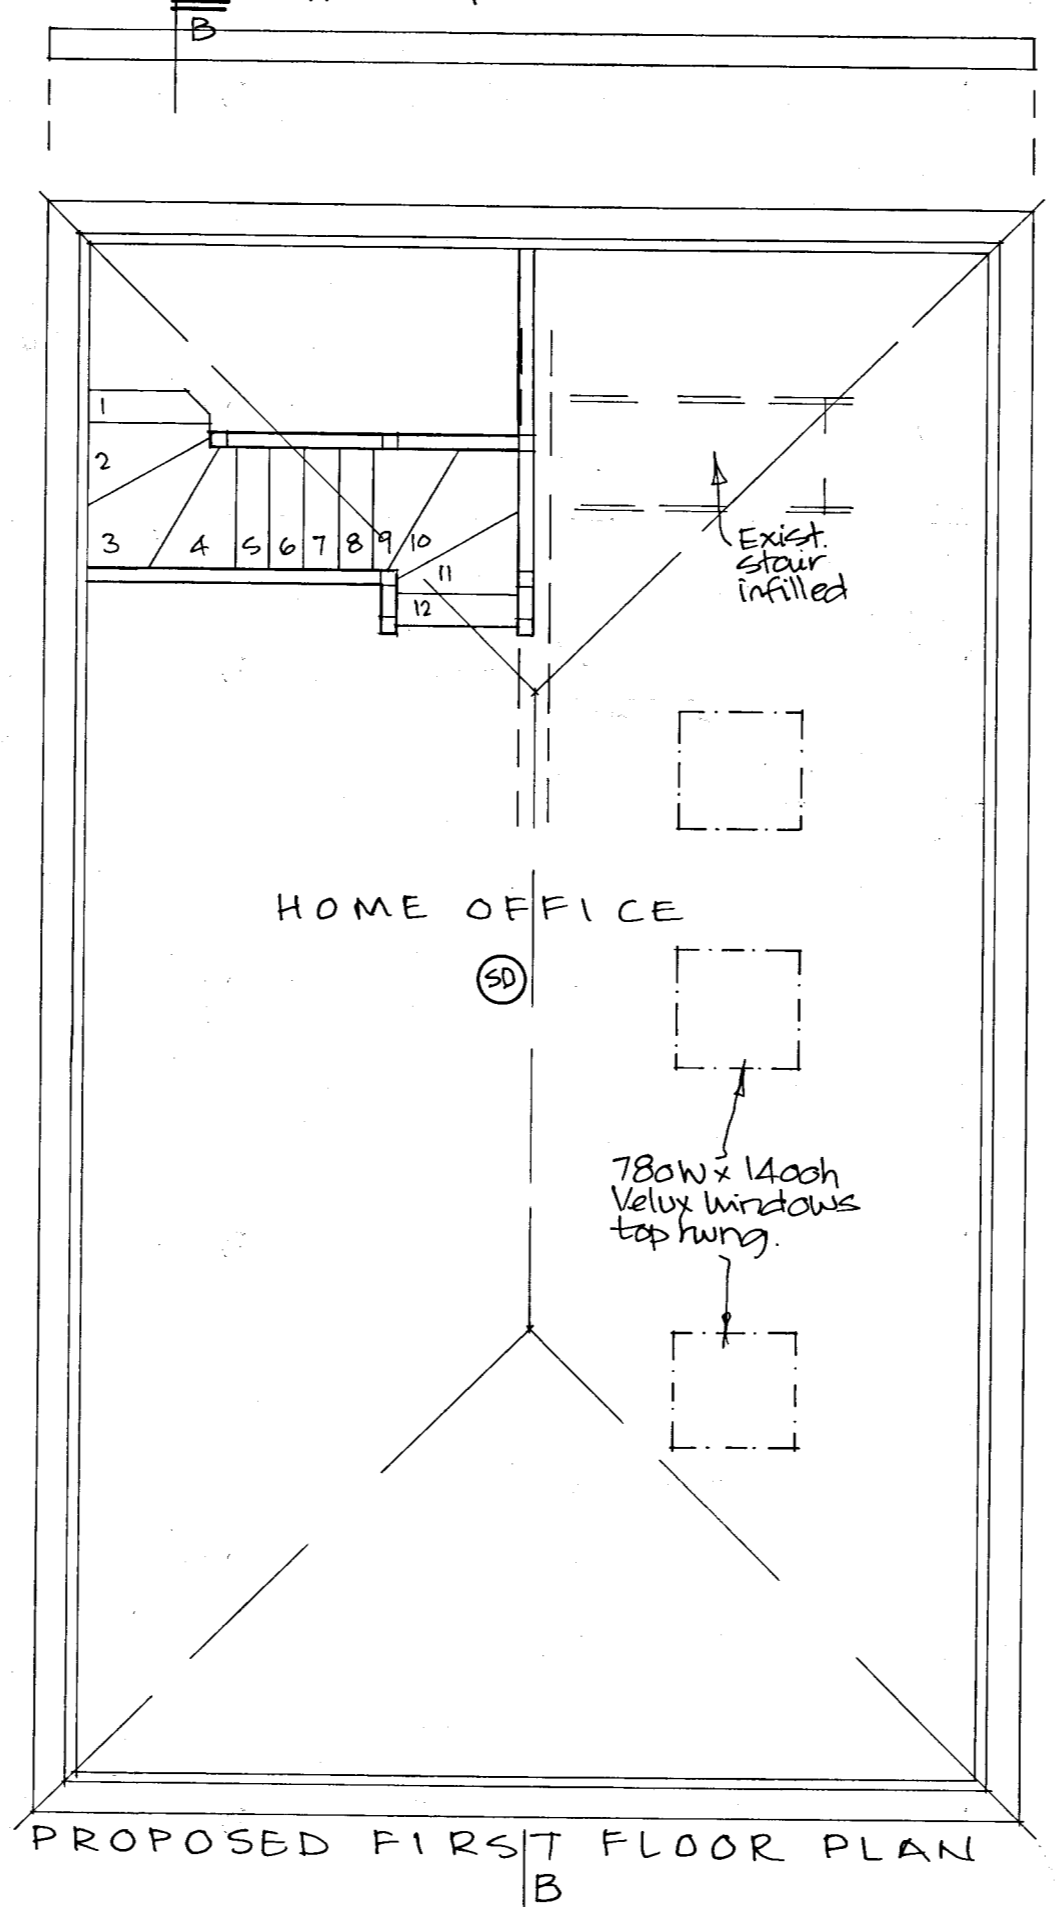 B
1
2
3
4
5
6
7
8
9
10
11
12
Exist.
stair
infilled
HOME OFFICE
SD
780w x 1400h
Velux windows
top hung.
PROPOSED FIRST FLOOR PLAN
B